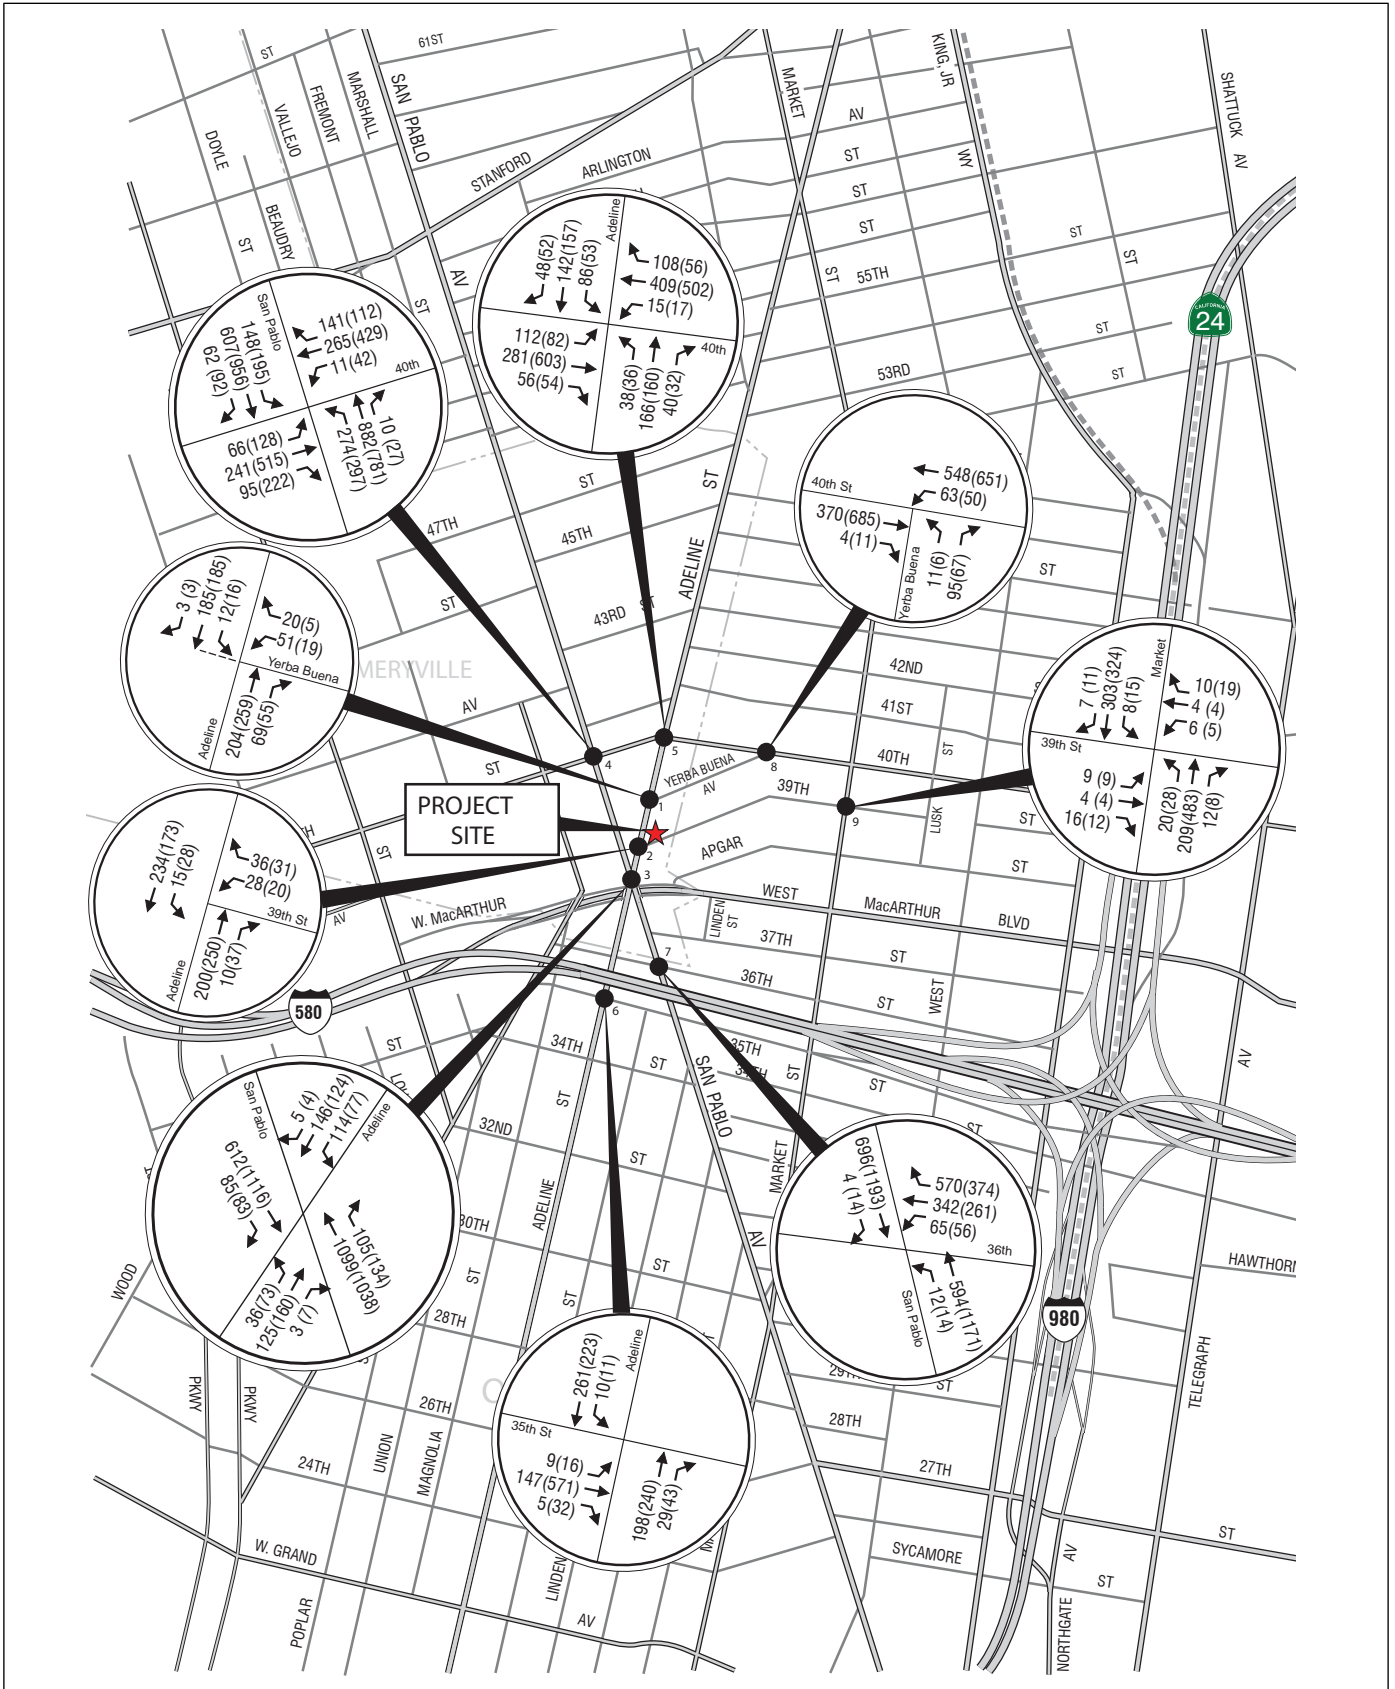 61ST
ST
SAN PABLO
MARSHALL
FREMONT
VALLEJO
DOYLE
BEAUDRY
ST
ST
AV
STANFORD
ARLINGTON
MARKET
KING, JR
WY
SHATTUCK
AV
AV
ST
ST
ST
ST
ST
ST
55TH
ST
ST
53RD
CALIFORNIA
24
Adeline
48(52)
142(157)
86(53)
108(56)
409(502)
15(17)
112(82)
281(603)
56(54)
40th
38(36)
166(160)
40(32)
San Pablo
62 (92)
607(956)
148(195)
141(112)
265(429)
11(42)
40th
66(128)
241(515)
95(222)
274(297)
882(781)
10 (27)
548(651)
63(50)
40th St
370(685)
4(11)
Yerba Buena
11(6)
95(67)
3 (3)
185(185)
12(16)
20(5)
51(19)
Yerba Buena
Adeline
204(259)
69(55)
Market
7 (11)
303(324)
8(15)
10(19)
4 (4)
6 (5)
39th St
9 (9)
4 (4)
16(12)
20(28)
209(483)
12(8)
ST
ADELINE
ST
47TH
45TH
ST
43RD
ST
ST
MERYVILLE
42ND
41ST
40TH
ST
ST
AV
ST
4
5
8
YERBA BUENA
AV
39TH
1
9
LUSK
ST
PROJECT
SITE
2
APGAR
ST
3
WEST
MacARTHUR
BLVD
W. MacARTHUR
AV
ST
LINDEN
ST
37TH
ST
36TH
ST
WEST
7
6
234(173)
15(28)
36(31)
28(20)
39th St
Adeline
200(250)
10(37)
580
34TH
ST
35TH
34TH
ST
ST
ST
SAN PABLO
AV
MARKET
ST
AV
32ND
ST
ST
ADELINE
30TH
ST
ST
ST
28TH
San Pablo
5 (4)
146(124)
114(77)
Adeline
612(1116)
85(83)
105(134)
1099(1038)
36(73)
125(160)
3 (7)
696(1193)
4 (14)
570(374)
342(261)
65(56)
36th
San Pablo
12(14)
594(1171)
980
HAWTHORN
TELEGRAPH
WOOD
PKWY
PKWY
26TH
24TH
UNION
MAGNOLIA
Adeline
261(223)
10(11)
35th St
9(16)
147(571)
5(32)
198(240)
29(43)
29TH
ST
28TH
27TH
ST
SYCAMORE
ST
AV
NORTHGATE
W. GRAND
AV
POPLAR
LINDEN